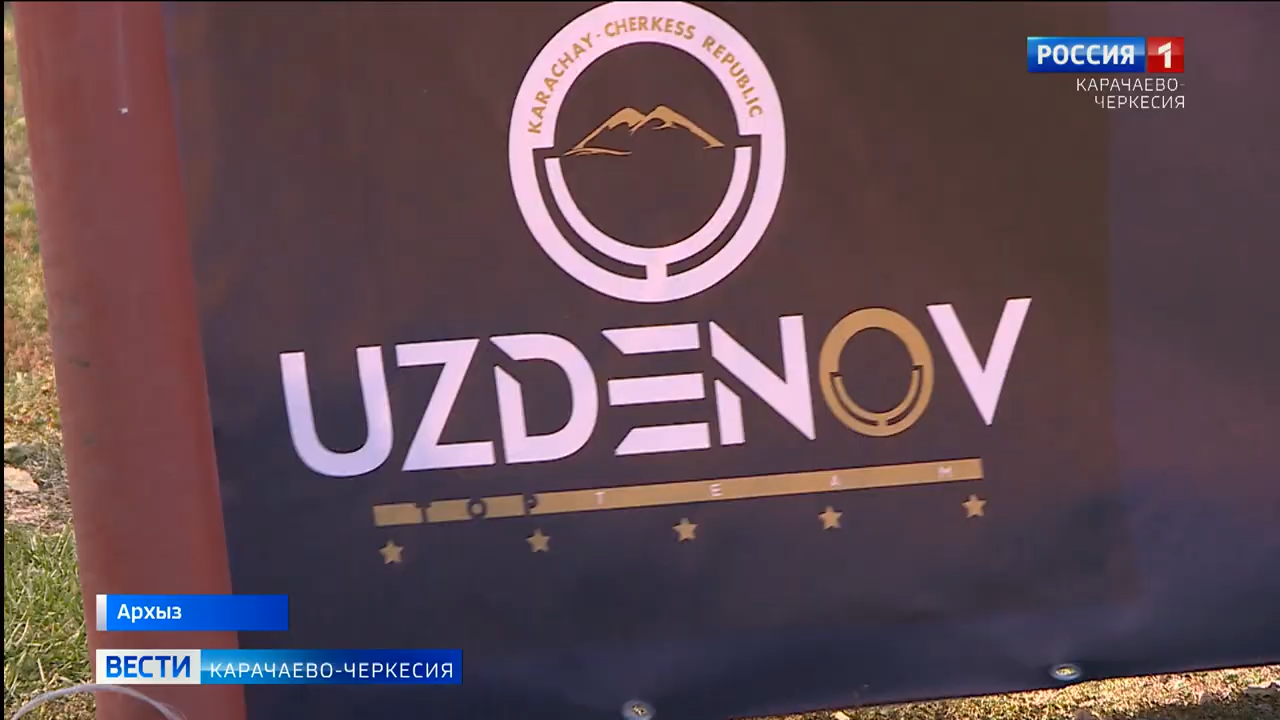 KARACHAY-CHERKESS REPUBLIC
РОССИЯ 1
КАРАЧАЕВО-
ЧЕРКЕСИЯ
UZDENOV
TOP TEAM
Архыз
ВЕСТИ КАРАЧАЕВО-ЧЕРКЕСИЯ